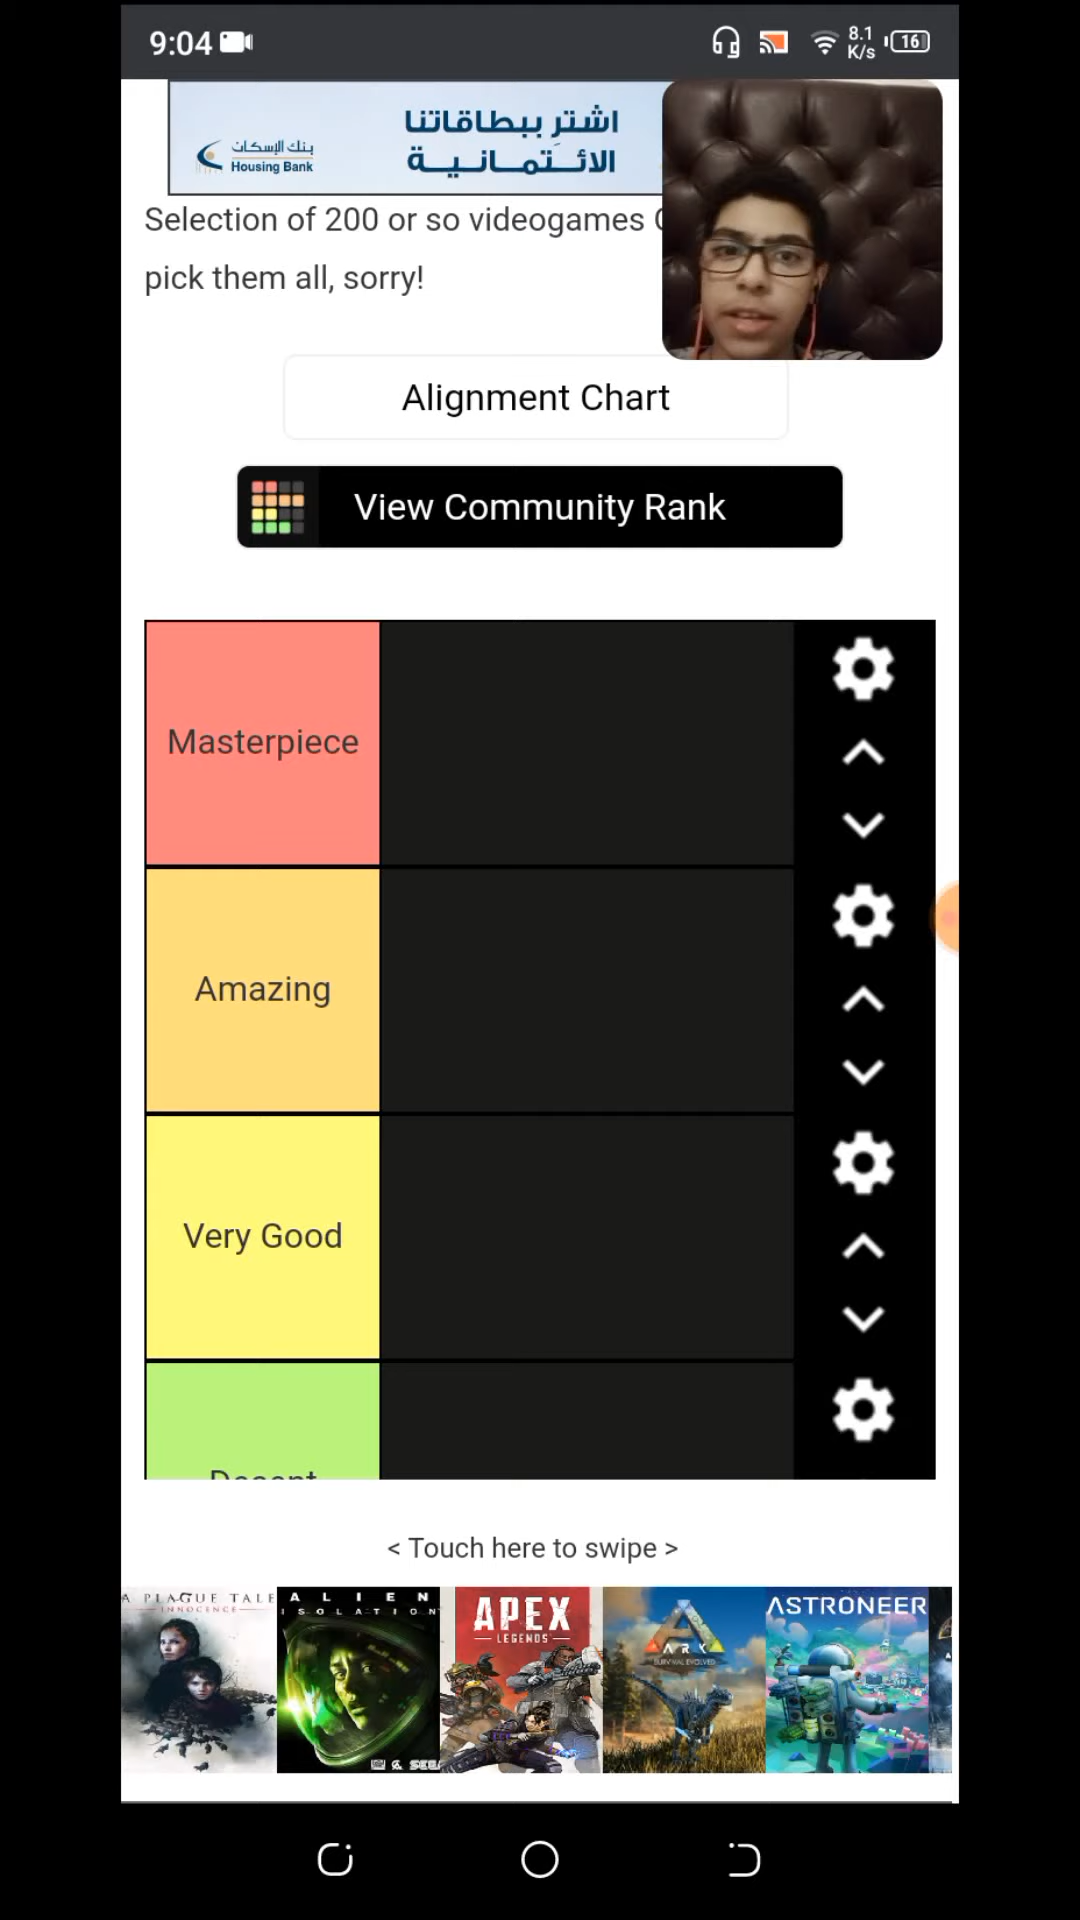 9:04
8.1
K/s
16
اشترِ ببطاقاتنا
الائـتـمـانـيـة
بنك الإسكان
Housing Bank
Selection of 200 or so videogames
pick them all, sorry!
Alignment Chart
View Community Rank
Masterpiece
Amazing
Very Good
Decent
< Touch here to swipe >
A PLAGUE TALE
INNOCENCE
ALIEN
ISOLATION
& SEGA
APEX
LEGENDS
ARK
SURVIVAL EVOLVED
ASTRONEER